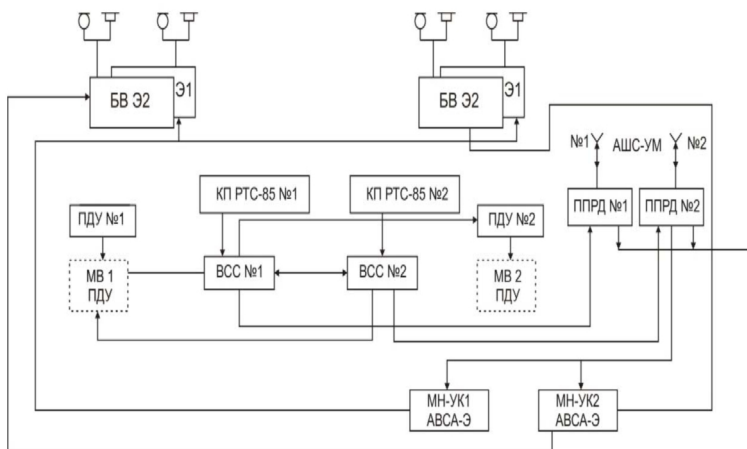 БВ Э2
Э1
БВ Э2
Э1
№1
АШС-УМ
№2
КП РТС-85 №1
КП РТС-85 №2
ППРД №1
ППРД №2
ПДУ №1
ПДУ №2
МВ 1
ПДУ
ВСС №1
ВСС №2
МВ 2
ПДУ
МН-УК1
АВСА-Э
МН-УК2
АВСА-Э